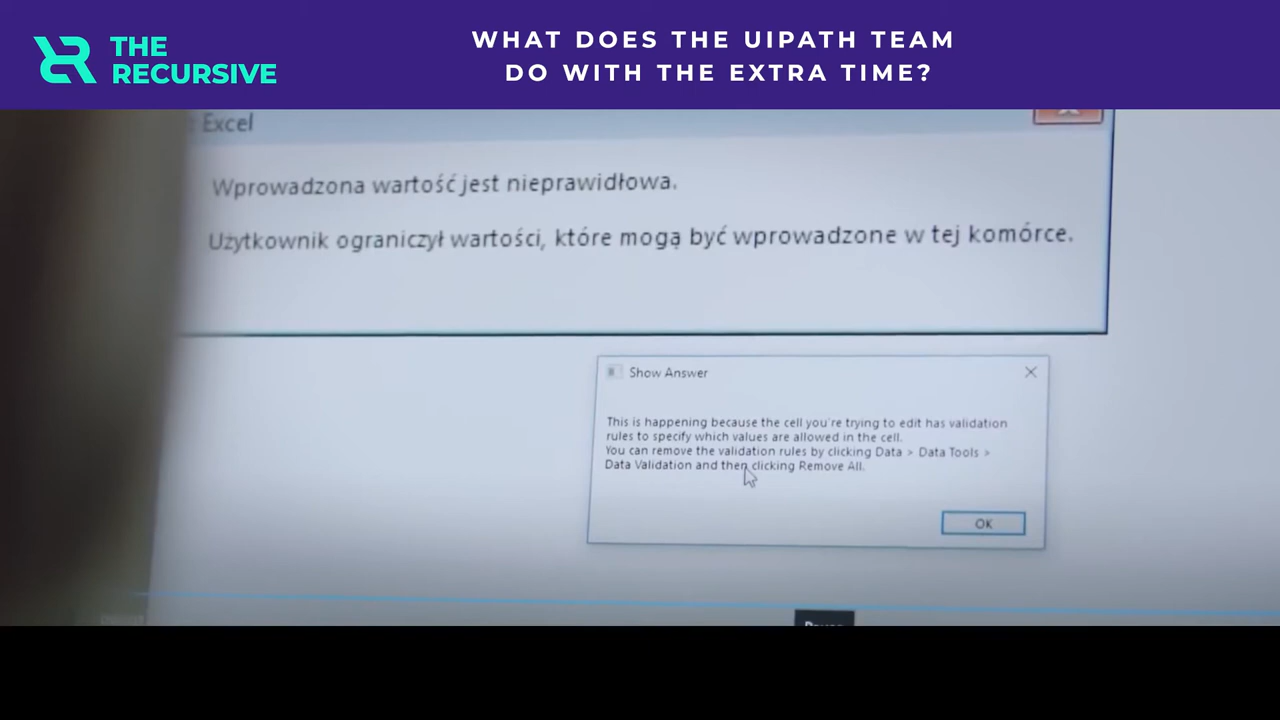 THE
RECURSIVE
WHAT DOES THE UIPATH TEAM
DO WITH THE EXTRA TIME?
Excel
Wprowadzona wartość jest nieprawidłowa.
Użytkownik ograniczył wartości, które mogą być wprowadzone w tej komórce.
Show Answer
This is happening because the cell you're trying to edit has validation
rules to specify which values are allowed in the cell.
You can remove the validation rules by clicking Data > Data Tools >
Data Validation and then clicking Remove All.
OK